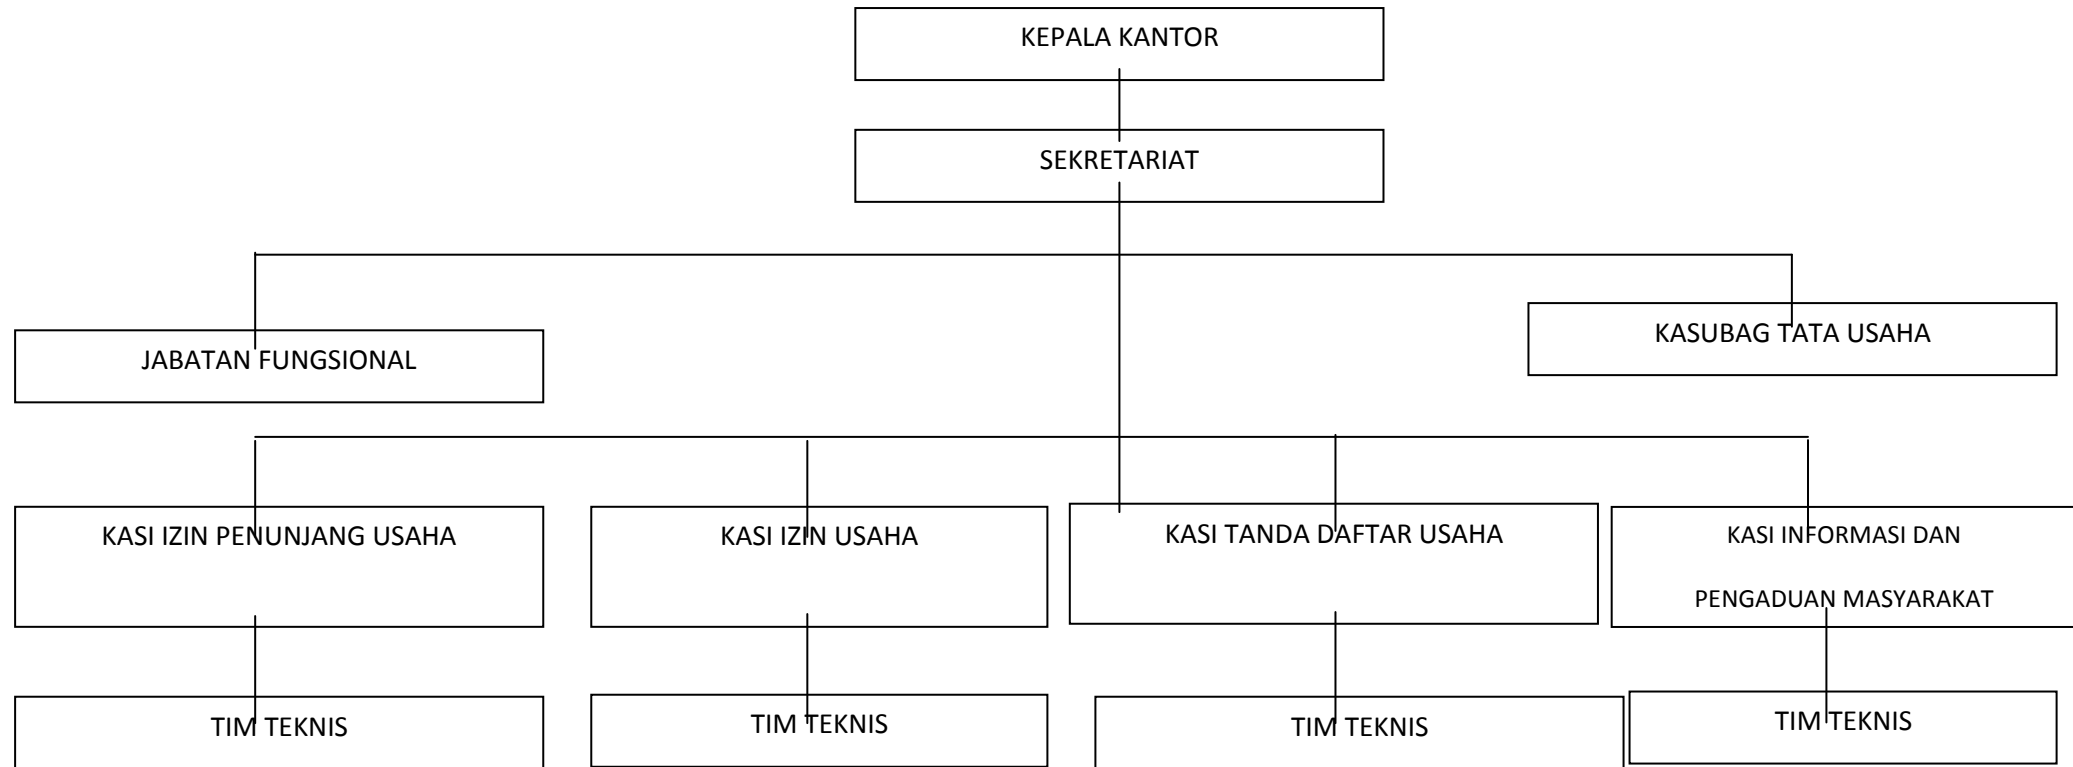 KEPALA KANTOR
SEKRETARIAT
JABATAN FUNGSIONAL
KASUBAG TATA USAHA
KASI IZIN PENUNJANG USAHA
KASI IZIN USAHA
KASI TANDA DAFTAR USAHA
KASI INFORMASI DAN
PENGADUAN MASYARAKAT
TIM TEKNIS
TIM TEKNIS
TIM TEKNIS
TIM TEKNIS